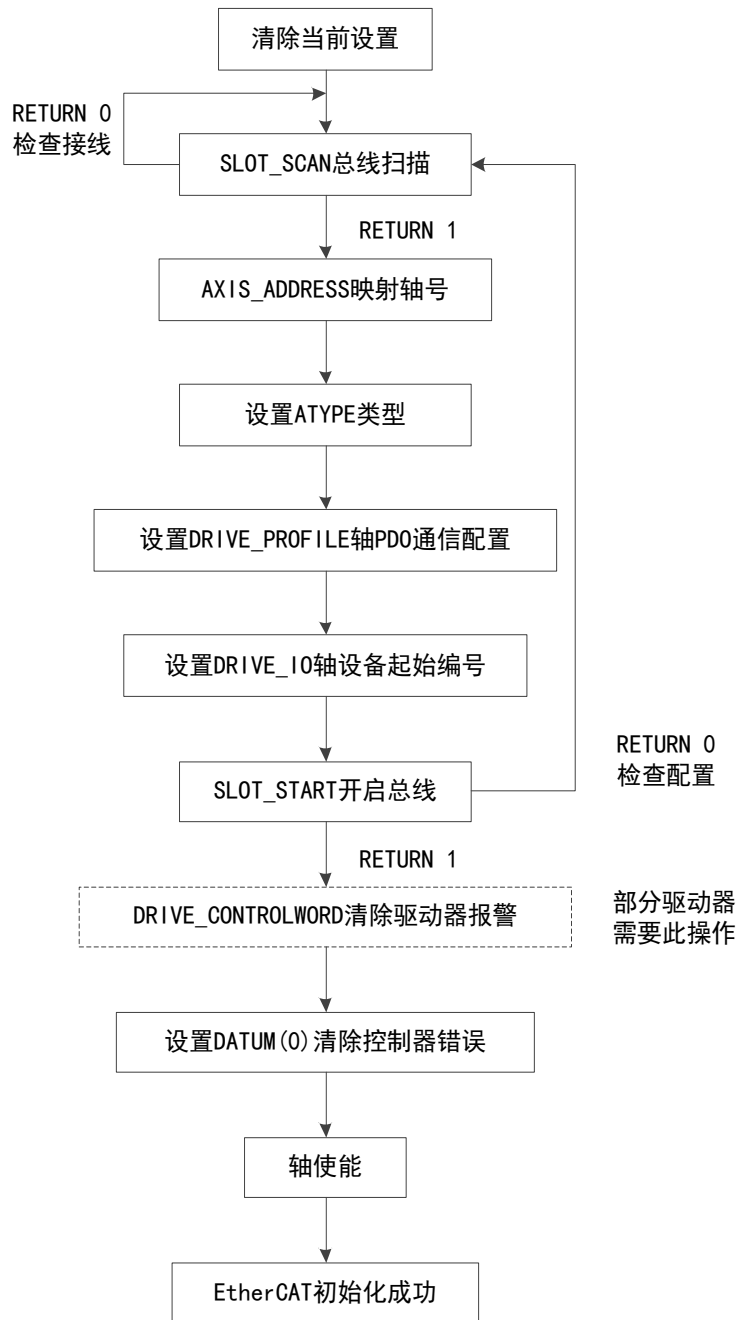 清除当前设置
RETURN 0
检查接线
SLOT_SCAN总线扫描
RETURN 1
AXIS_ADDRESS映射轴号
设置ATYPE类型
设置DRIVE_PROFILE轴PDO通信配置
设置DRIVE_IO轴设备起始编号
RETURN 0
检查配置
SLOT_START开启总线
RETURN 1
DRIVE_CONTROLWORD清除驱动器报警
部分驱动器
需要此操作
设置DATUM(0)清除控制器错误
轴使能
EtherCAT初始化成功